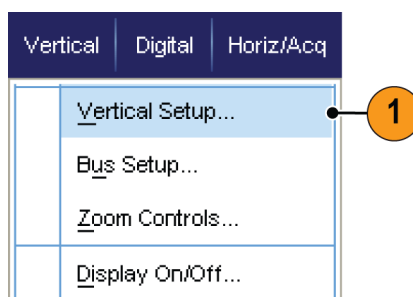 Vertical Digital Horiz/Acq
Vertical Setup... 1
Bus Setup...
Zoom Controls...
Display On/Off...